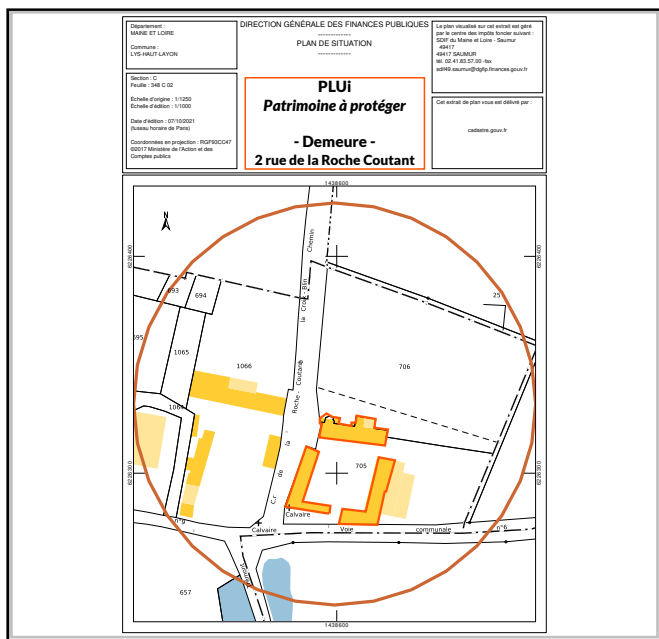 Département :
MAINE ET LOIRE
Commune :
LYS-HAUT-LAYON
Section : C
Feuille : 348 C 02
Échelle d'origine : 1/1250
Échelle d'édition : 1/1000
Date d'édition : 07/10/2021
(fuseau horaire de Paris)
Coordonnées en projection : RGF93CC47
©2017 Ministère de l'Action et des
Comptes publics
DIRECTION GÉNÉRALE DES FINANCES PUBLIQUES
-------------
PLAN DE SITUATION
-------------
PLUi
Patrimoine à protéger
- Demeure -
2 rue de la Roche Coutant
Le plan visualisé sur cet extrait est géré
par le centre des impôts foncier suivant :
SDIF du Maine et Loire - Saumur
49417
49417 SAUMUR
tél. 02.41.83.57.00 -fax
sdif49.saumur@dgfip.finances.gouv.fr
Cet extrait de plan vous est délivré par :
cadastre.gouv.fr
1438600
N
6226400
6226400
Chemin
la Croix-Blin
693
694
25
695
1065
1066
706
Coutant
Roche -
la
de
C.r
705
6226300
6226300
Calvaire
n°9
Calvaire
Voie
communale
n°6
657
1438600